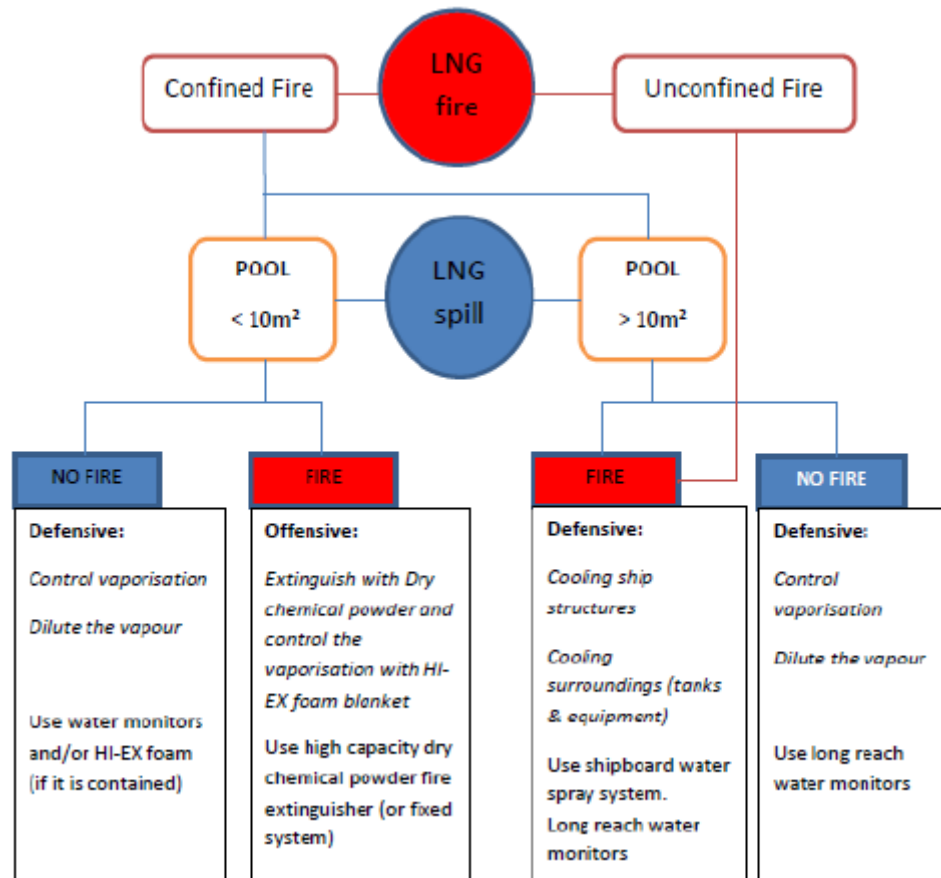 LNG
fire
Confined Fire
Unconfined Fire
POOL
< 10m²
LNG
spill
POOL
> 10m²
NO FIRE
Defensive:
Control vaporisation
Dilute the vapour
Use water monitors
and/or HI-EX foam
(if it is contained)
FIRE
Offensive:
Extinguish with Dry
chemical powder and
control the
vaporisation with HI-
EX foam blanket
Use high capacity dry
chemical powder fire
extinguisher (or fixed
system)
FIRE
Defensive:
Cooling ship
structures
Cooling
surroundings (tanks
& equipment)
Use shipboard water
spray system.
Long reach water
monitors
NO FIRE
Defensive:
Control
vaporisation
Dilute the vapour
Use long reach
water monitors